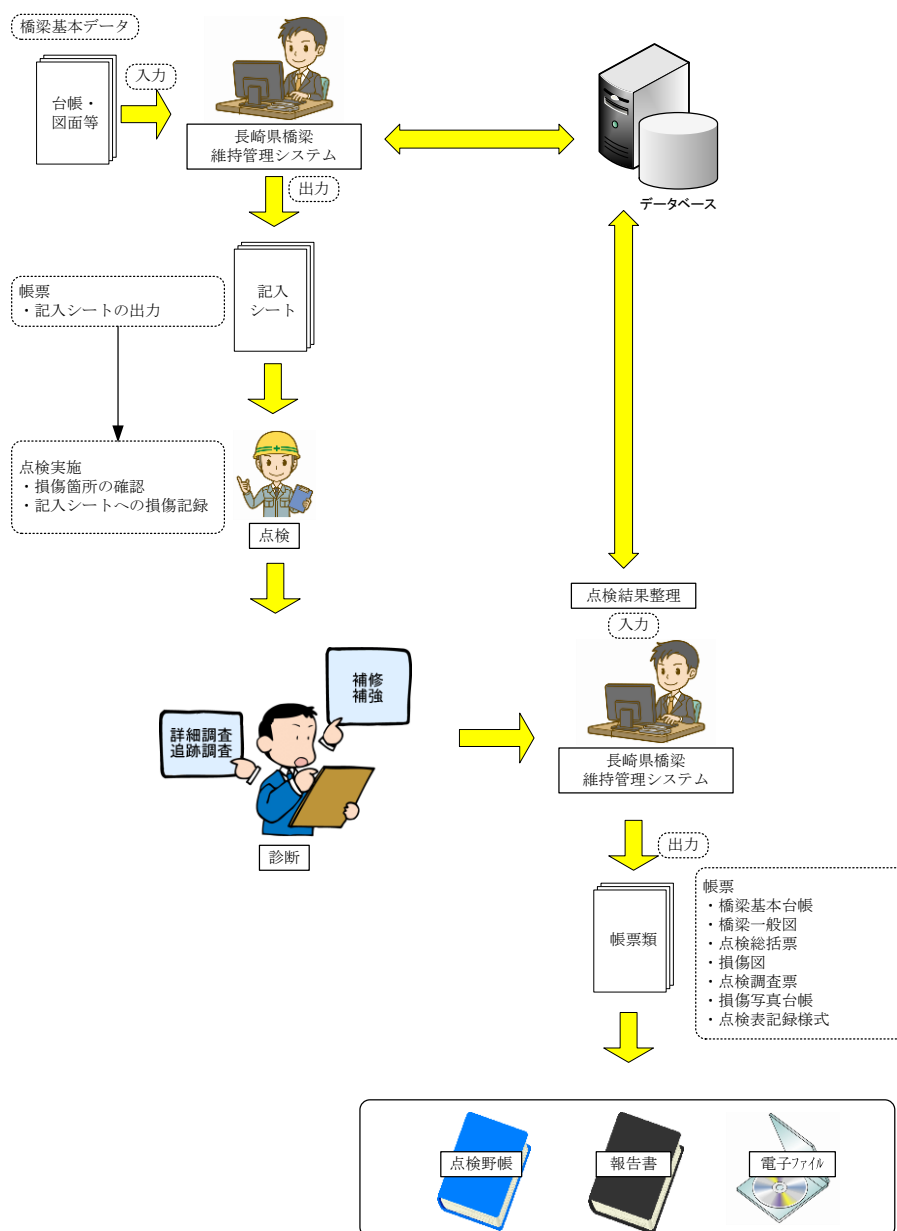 橋梁基本データ
台帳・
図面等
入力
長崎県橋梁
維持管理システム
データベース
出力
帳票
・記入シートの出力
記入
シート
点検実施
・損傷箇所の確認
・記入シートへの損傷記録
点検
点検結果整理
入力
補修
補強
詳細調査
追跡調査
診断
長崎県橋梁
維持管理システム
出力
帳票類
帳票
・橋梁基本台帳
・橋梁一般図
・点検総括票
・損傷図
・点検調査票
・損傷写真台帳
・点検表記録様式
点検野帳
報告書
電子ファイル